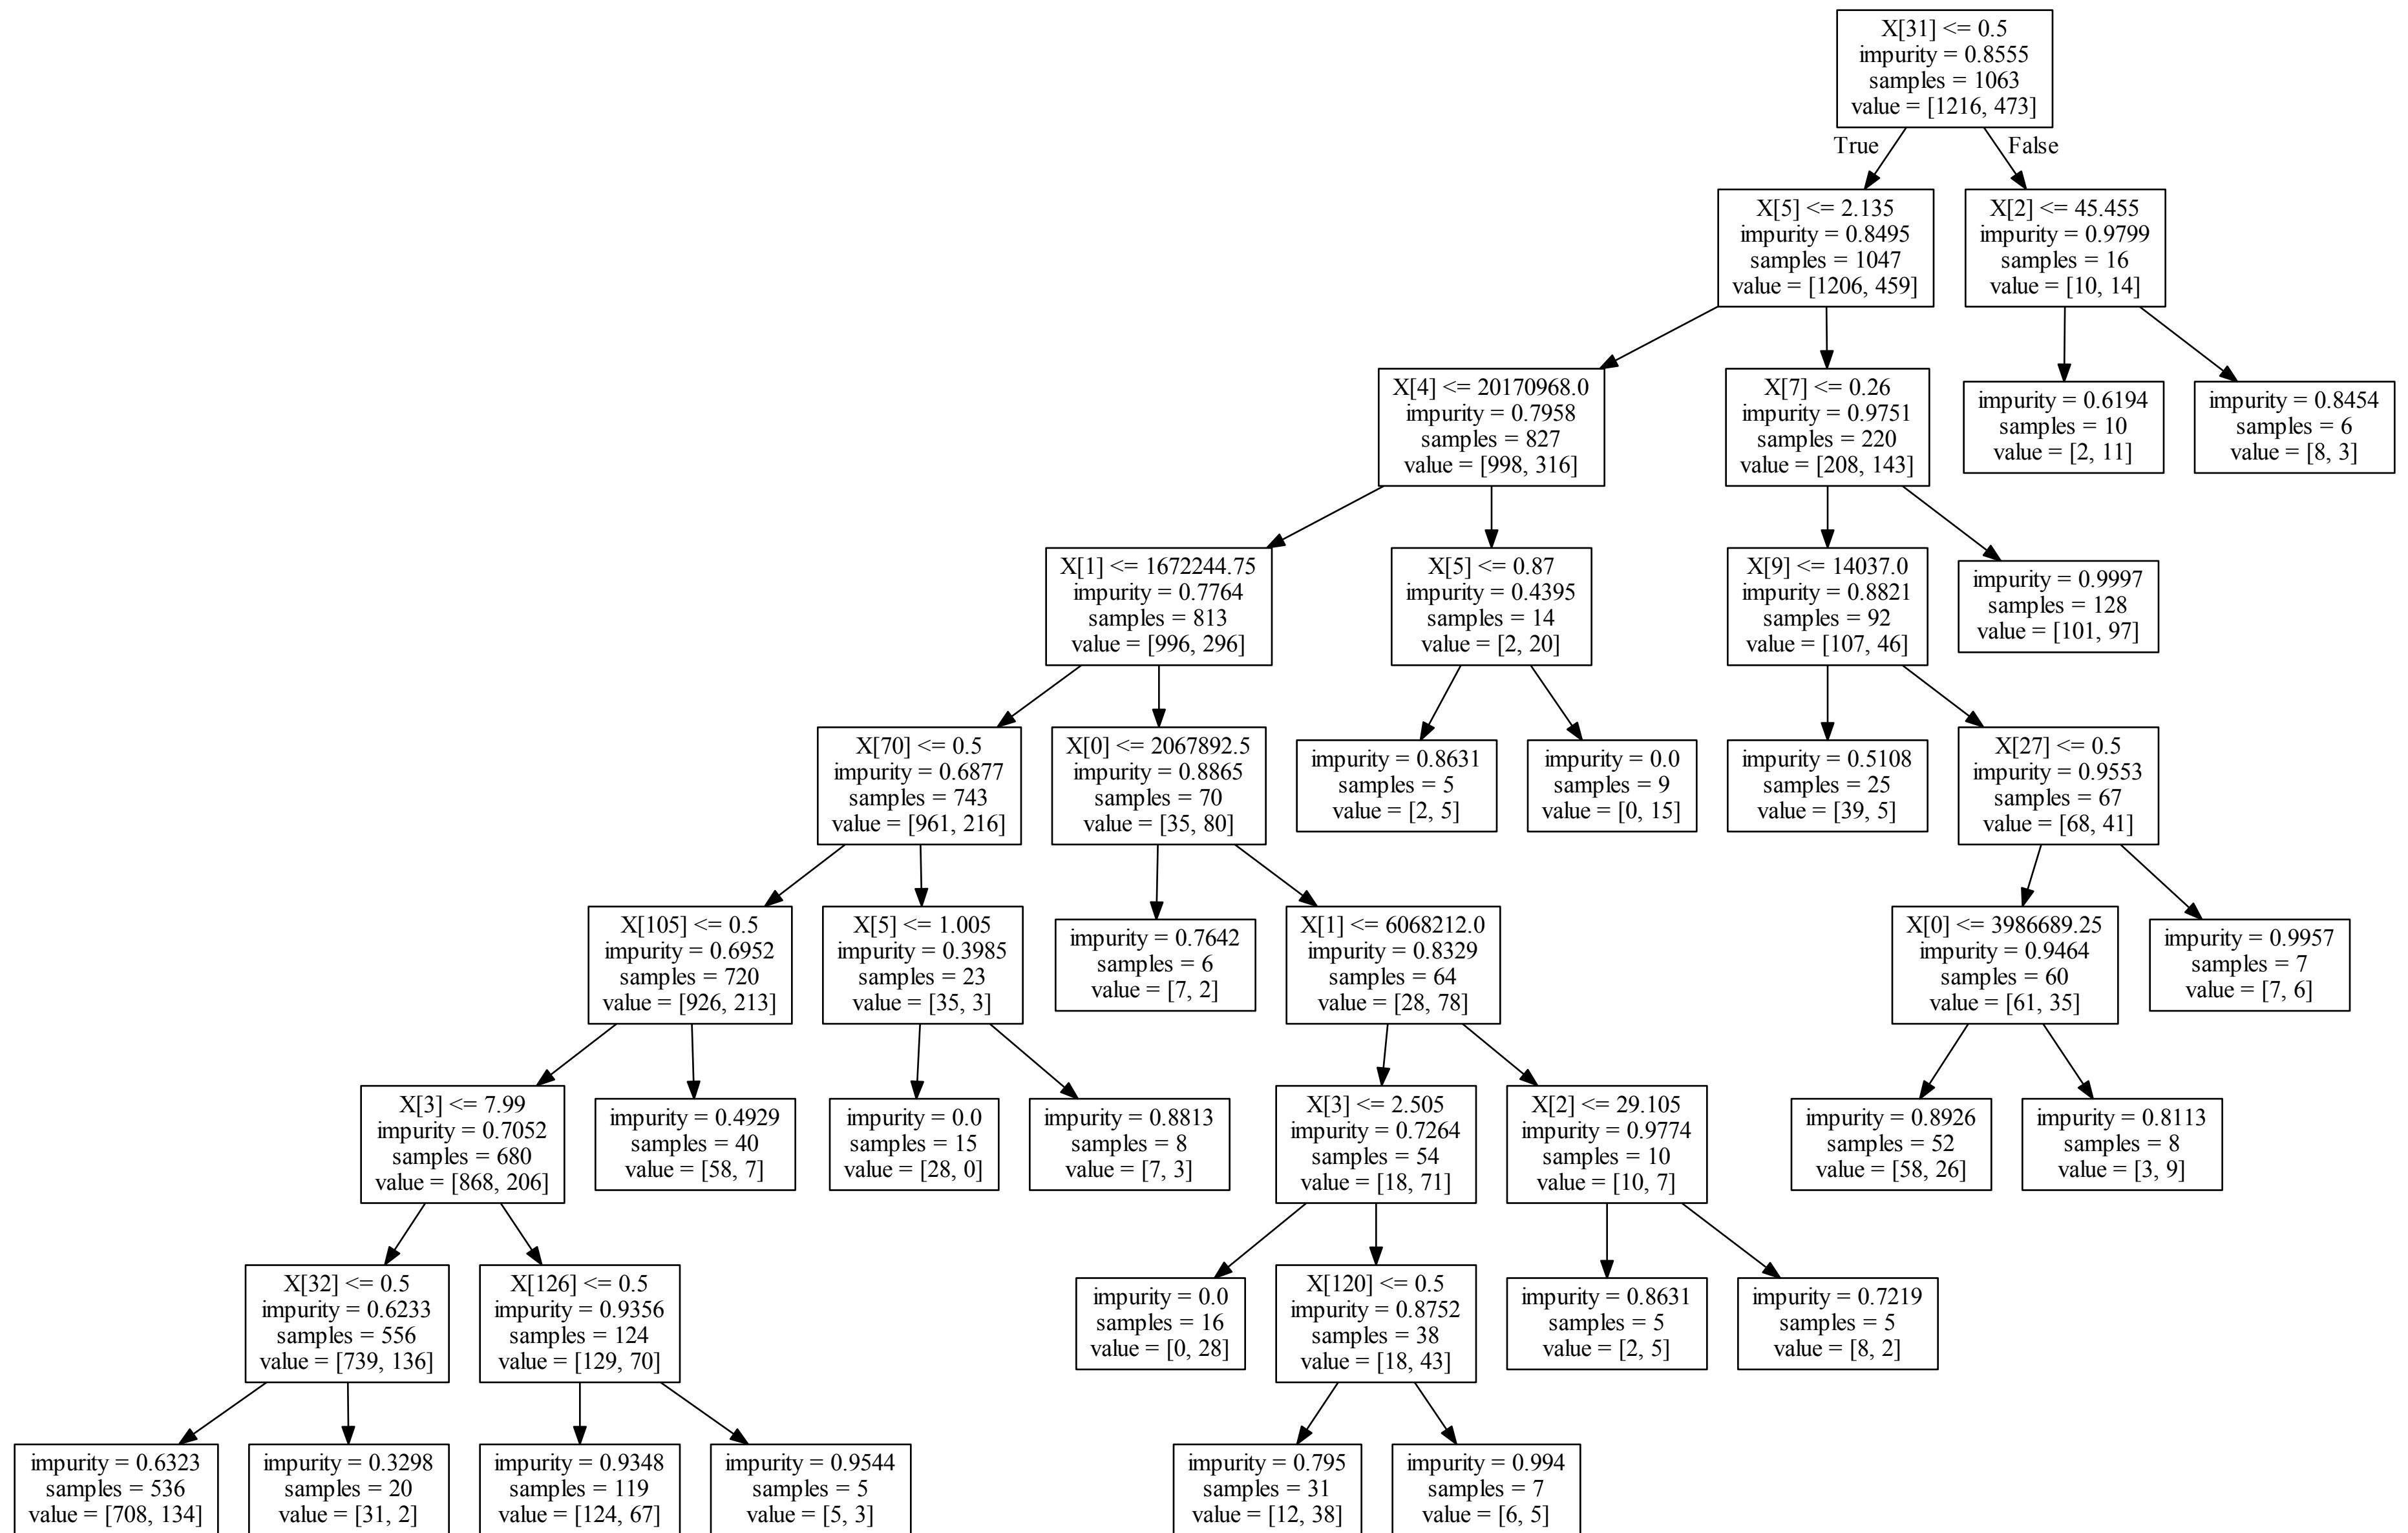 X[31] <= 0.5
impurity = 0.8555
samples = 1063
value = [1216, 473]
True
False
X[5] <= 2.135
impurity = 0.8495
samples = 1047
value = [1206, 459]
X[2] <= 45.455
impurity = 0.9799
samples = 16
value = [10, 14]
X[4] <= 20170968.0
impurity = 0.7958
samples = 827
value = [998, 316]
X[7] <= 0.26
impurity = 0.9751
samples = 220
value = [208, 143]
impurity = 0.6194
samples = 10
value = [2, 11]
impurity = 0.8454
samples = 6
value = [8, 3]
X[1] <= 1672244.75
impurity = 0.7764
samples = 813
value = [996, 296]
X[5] <= 0.87
impurity = 0.4395
samples = 14
value = [2, 20]
X[9] <= 14037.0
impurity = 0.8821
samples = 92
value = [107, 46]
impurity = 0.9997
samples = 128
value = [101, 97]
X[70] <= 0.5
impurity = 0.6877
samples = 743
value = [961, 216]
X[0] <= 2067892.5
impurity = 0.8865
samples = 70
value = [35, 80]
impurity = 0.8631
samples = 5
value = [2, 5]
impurity = 0.0
samples = 9
value = [0, 15]
impurity = 0.5108
samples = 25
value = [39, 5]
X[27] <= 0.5
impurity = 0.9553
samples = 67
value = [68, 41]
X[105] <= 0.5
impurity = 0.6952
samples = 720
value = [926, 213]
X[5] <= 1.005
impurity = 0.3985
samples = 23
value = [35, 3]
impurity = 0.7642
samples = 6
value = [7, 2]
X[1] <= 6068212.0
impurity = 0.8329
samples = 64
value = [28, 78]
X[0] <= 3986689.25
impurity = 0.9464
samples = 60
value = [61, 35]
impurity = 0.9957
samples = 7
value = [7, 6]
X[3] <= 7.99
impurity = 0.7052
samples = 680
value = [868, 206]
impurity = 0.4929
samples = 40
value = [58, 7]
impurity = 0.0
samples = 15
value = [28, 0]
impurity = 0.8813
samples = 8
value = [7, 3]
X[3] <= 2.505
impurity = 0.7264
samples = 54
value = [18, 71]
X[2] <= 29.105
impurity = 0.9774
samples = 10
value = [10, 7]
impurity = 0.8926
samples = 52
value = [58, 26]
impurity = 0.8113
samples = 8
value = [3, 9]
X[32] <= 0.5
impurity = 0.6233
samples = 556
value = [739, 136]
X[126] <= 0.5
impurity = 0.9356
samples = 124
value = [129, 70]
impurity = 0.0
samples = 16
value = [0, 28]
X[120] <= 0.5
impurity = 0.8752
samples = 38
value = [18, 43]
impurity = 0.8631
samples = 5
value = [2, 5]
impurity = 0.7219
samples = 5
value = [8, 2]
impurity = 0.6323
samples = 536
value = [708, 134]
impurity = 0.3298
samples = 20
value = [31, 2]
impurity = 0.9348
samples = 119
value = [124, 67]
impurity = 0.9544
samples = 5
value = [5, 3]
impurity = 0.795
samples = 31
value = [12, 38]
impurity = 0.994
samples = 7
value = [6, 5]